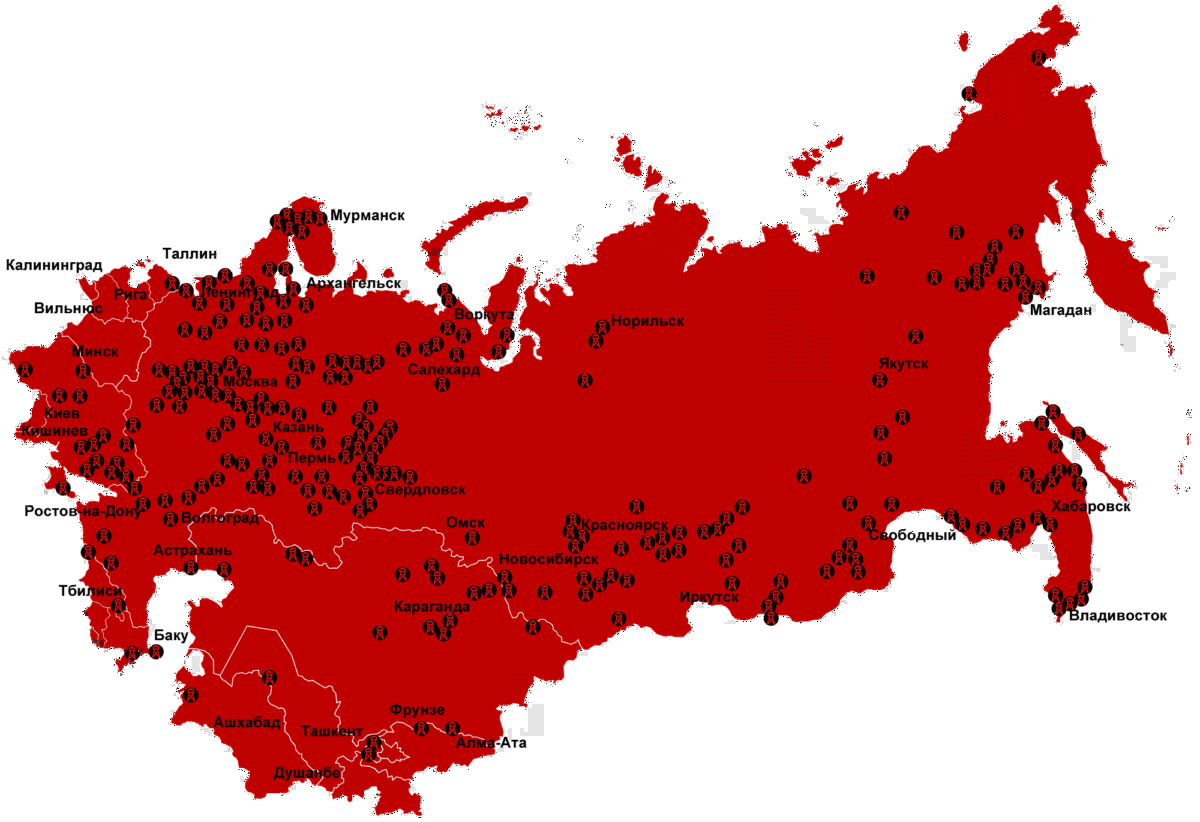 Мурманск
Таллин
Калининград
Архангельск
Рига
Ленинград
Вильнюс
Воркута
Магадан
Норильск
Минск
Якутск
Салехард
Москва
Киев
Казань
Кишинев
Пермь
Свердловск
Хабаровск
Ростов-на-Дону
Волгоград
Омск
Красноярск
Свободный
Астрахань
Новосибирск
Тбилиси
Иркутск
Караганда
Владивосток
Баку
Фрунзе
Ашхабад
Ташкент
Алма-Ата
Душанбе